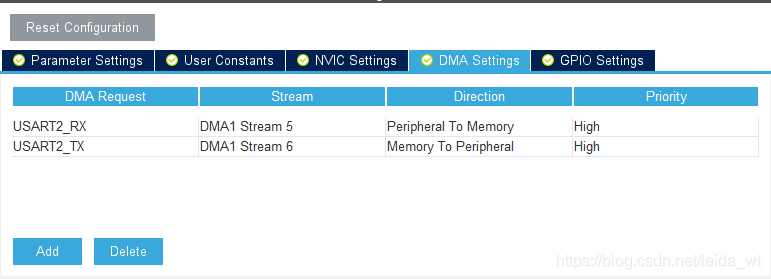 Reset Configuration
Parameter Settings User Constants NVIC Settings DMA Settings GPIO Settings
DMA Request Stream Direction Priority
USART2_RX DMA1 Stream 5 Peripheral To Memory High
USART2_TX DMA1 Stream 6 Memory To Peripheral High
Add Delete
https://blog.csdn.net/leida_wt